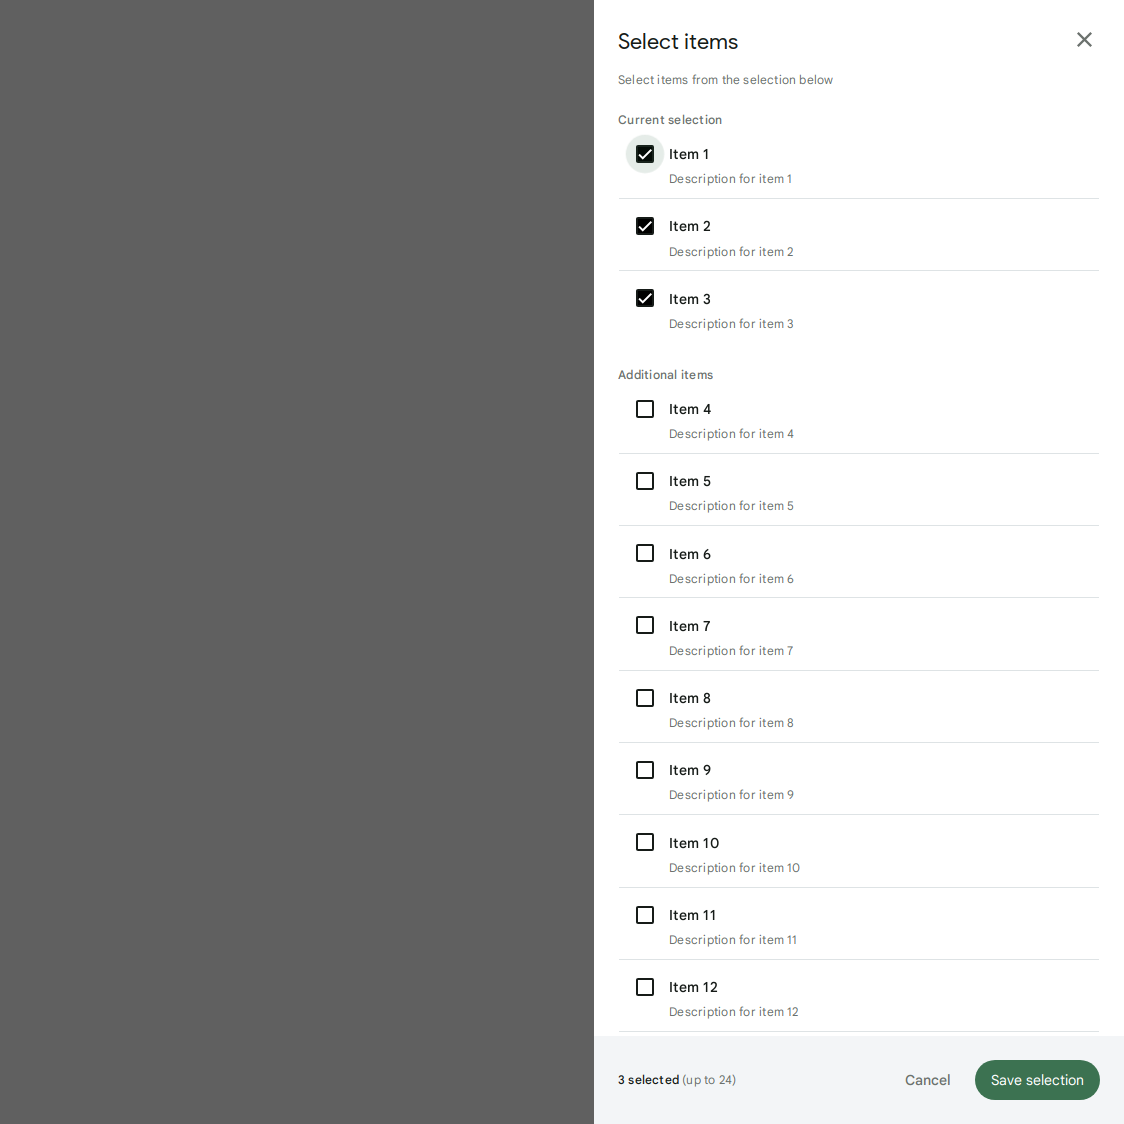 Select items
Select items from the selection below
Current selection
Item 1
Description for item 1
Item 2
Description for item 2
Item 3
Description for item 3
Additional items
Item 4
Description for item 4
Item 5
Description for item 5
Item 6
Description for item 6
Item 7
Description for item 7
Item 8
Description for item 8
Item 9
Description for item 9
Item 10
Description for item 10
Item 11
Description for item 11
Item 12
Description for item 12
3 selected (up to 24) Cancel Save selection